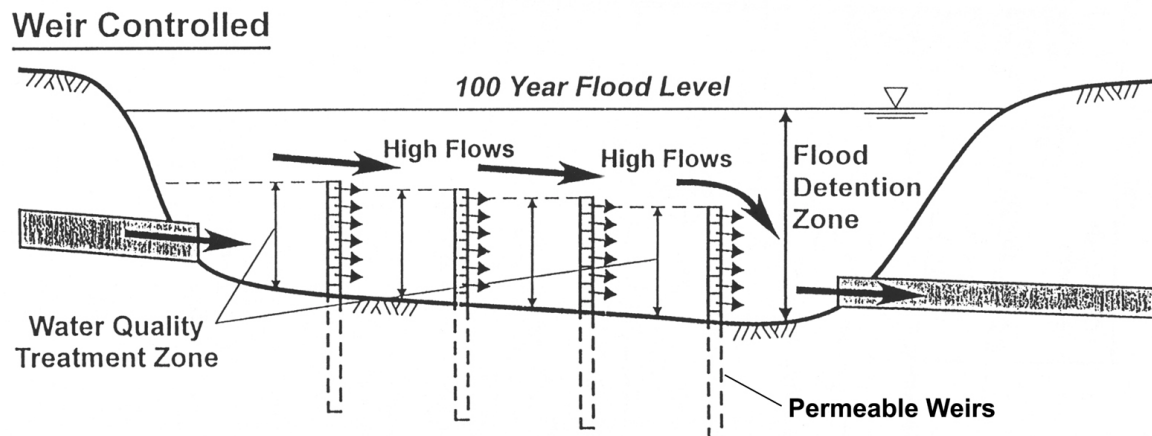 Weir Controlled
100 Year Flood Level
High Flows
High Flows
Flood
Detention
Zone
Water Quality
Treatment Zone
Permeable Weirs